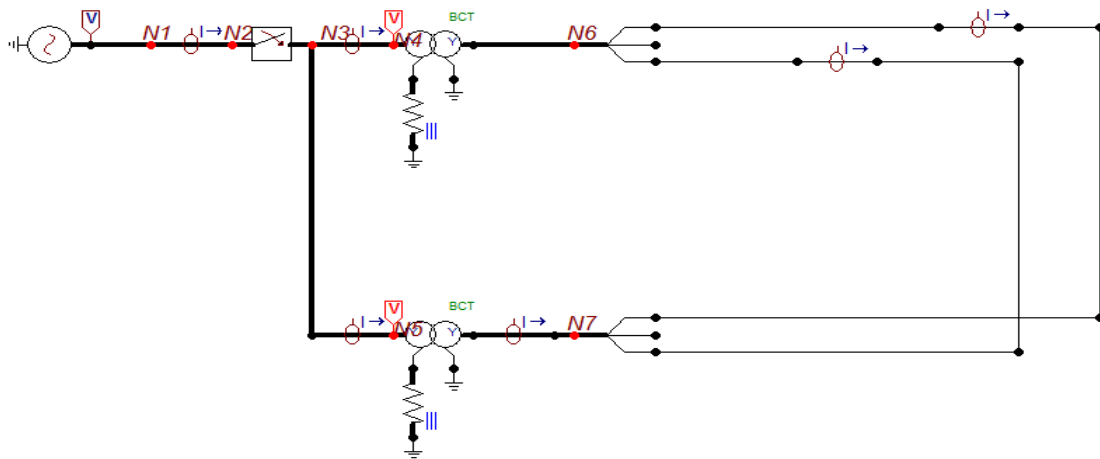 V V BCT
N1 I→ N2 N3 I→ N4 Y N6 I→
I→
V BCT
I→ N5 Y I→ N7